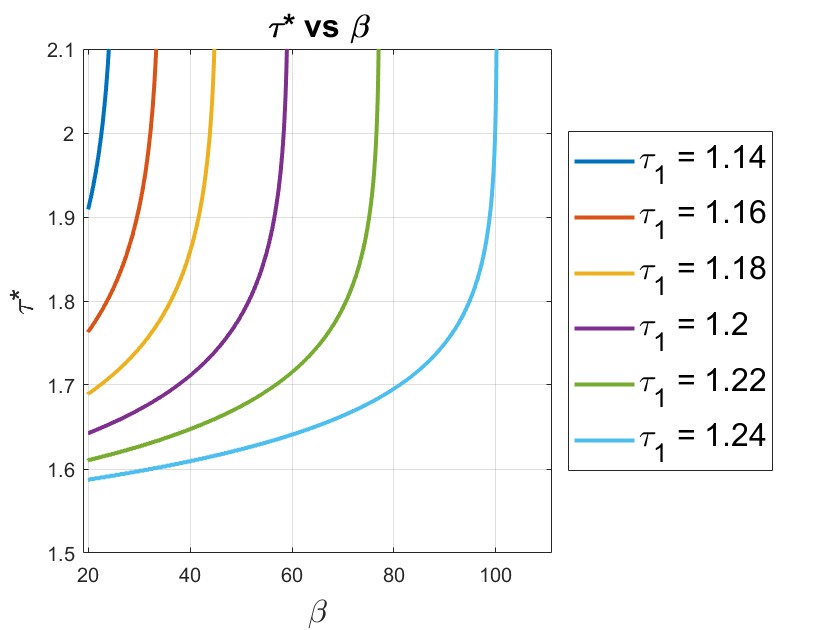 τ* vs β
2.1
2
1.9
1.8
1.7
1.6
1.5
τ*
20 40 60 80 100
β
τ₁ = 1.14
τ₁ = 1.16
τ₁ = 1.18
τ₁ = 1.2
τ₁ = 1.22
τ₁ = 1.24